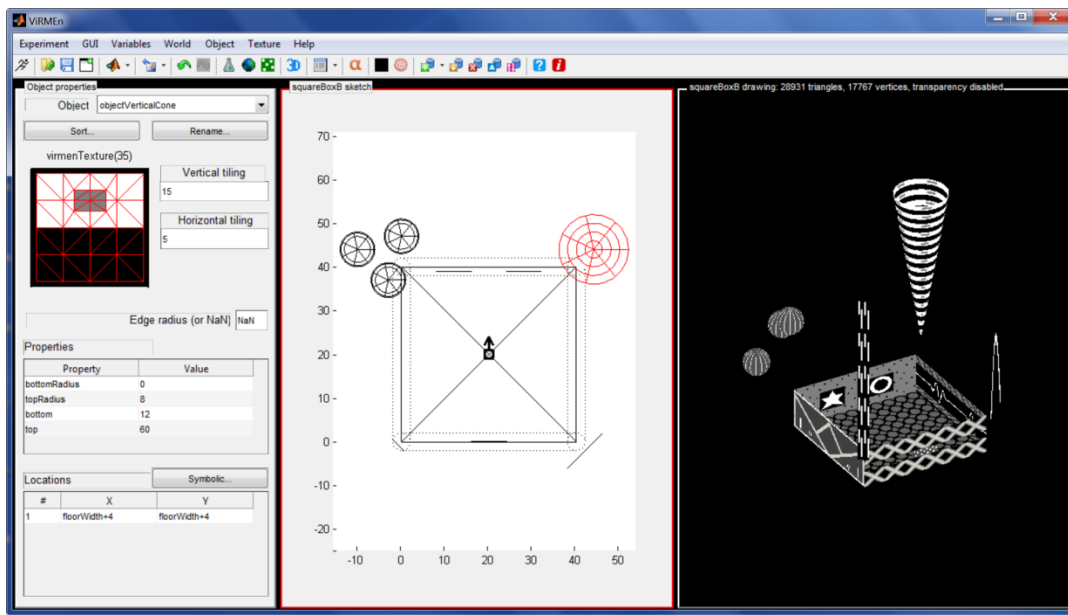 ViRMEn
Experiment GUI Variables World Object Texture Help
3D α ? i
Object properties
Object objectVerticalCone
Sort... Rename...
virmenTexture(35)
Vertical tiling
15
Horizontal tiling
5
Edge radius (or NaN) NaN
Properties
Property Value
bottomRadius 0
topRadius 8
bottom 12
top 60
Locations Symbolic...
# X Y
1 floorWidth+4 floorWidth+4
squareBoxB sketch
70
60
50
40
30
20
10
0
-10
-20
-10 0 10 20 30 40 50
squareBoxB drawing: 28931 triangles, 17767 vertices, transparency disabled